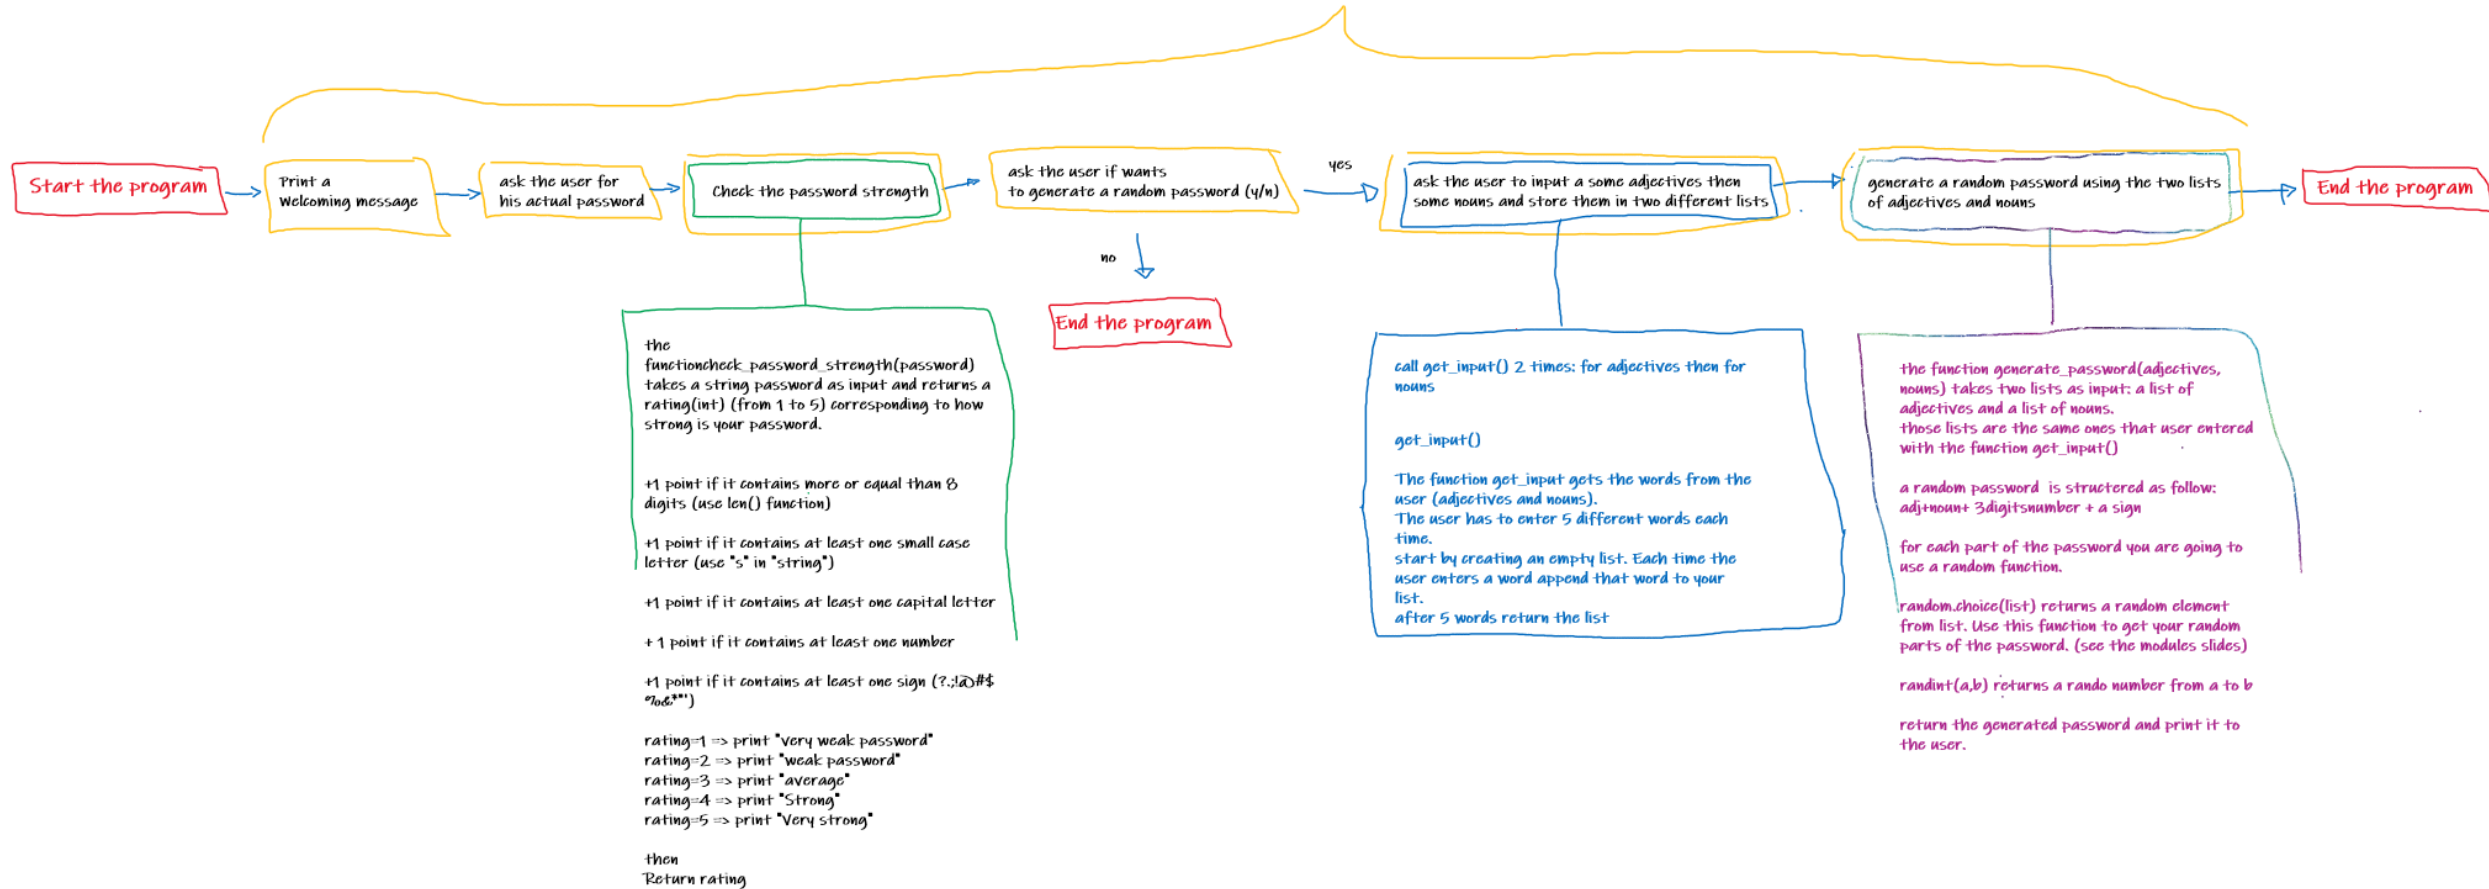 Start the program
Print a
Welcoming message
ask the user for
his actual password
Check the password strength
ask the user if wants
to generate a random password (y/n)
yes
no
End the program
ask the user to input a some adjectives then
some nouns and store them in two different lists
generate a random password using the two lists
of adjectives and nouns
End the program
the
functioncheck_password_strength(password)
takes a string password as input and returns a
rating(int) (from 1 to 5) corresponding to how
strong is your password.
+1 point if it contains more or equal than 8
digits (use len() function)
+1 point if it contains at least one small case
letter (use "s" in "string")
+1 point if it contains at least one capital letter
+ 1 point if it contains at least one number
+1 point if it contains at least one sign (?.;!@#$
%&*"')
rating=1 => print "Very weak password"
rating=2 => print "weak password"
rating=3 => print "average"
rating=4 => print "Strong"
rating=5 => print "Very strong"
then
Return rating
call get_input() 2 times: for adjectives then for
nouns
get_input()
The function get_input gets the words from the
user (adjectives and nouns).
The user has to enter 5 different words each
time.
start by creating an empty list. Each time the
user enters a word append that word to your
list.
after 5 words return the list
the function generate_password(adjectives,
nouns) takes two lists as input: a list of
adjectives and a list of nouns.
those lists are the same ones that user entered
with the function get_input()
a random password is structered as follow:
adj+noun+ 3digitsnumber + a sign
for each part of the password you are going to
use a random function.
random.choice(list) returns a random element
from list. Use this function to get your random
parts of the password. (see the modules slides)
randint(a,b) returns a rando number from a to b
return the generated password and print it to
the user.